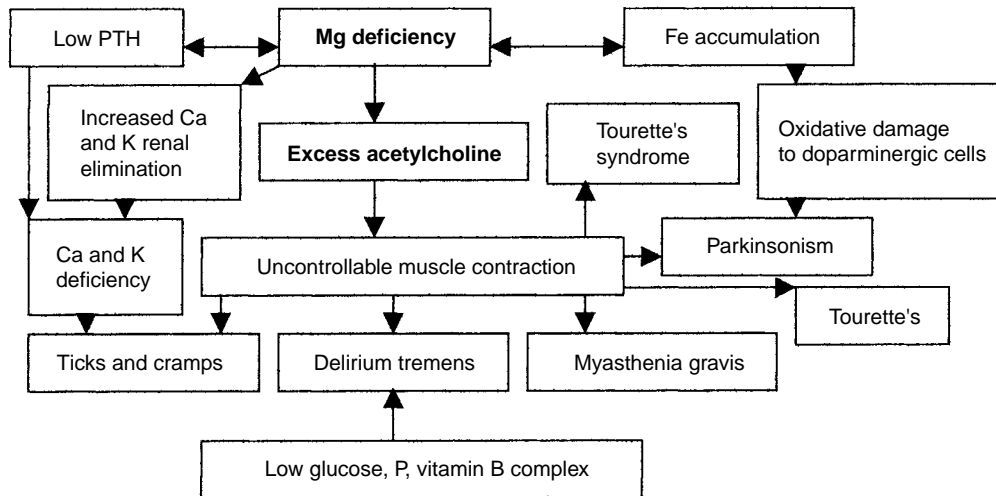 Low PTH
Mg deficiency
Fe accumulation
Increased Ca
and K renal
elimination
Excess acetylcholine
Tourette's
syndrome
Oxidative damage
to doparminergic cells
Ca and K
deficiency
Uncontrollable muscle contraction
Parkinsonism
Tourette's
Ticks and cramps
Delirium tremens
Myasthenia gravis
Low glucose, P, vitamin B complex